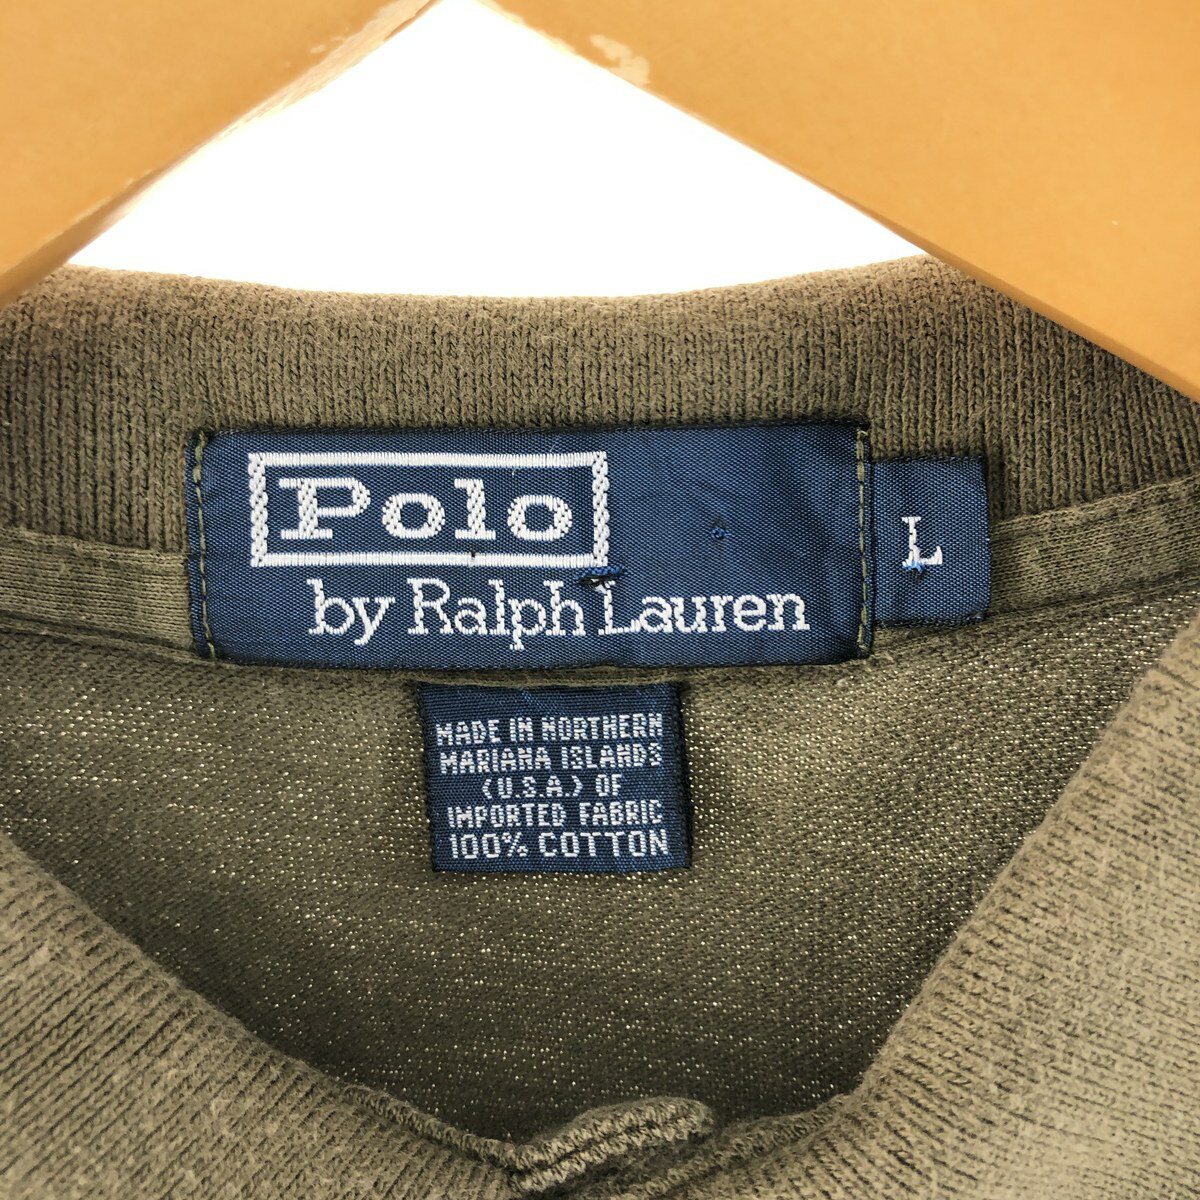 Polo
by Ralph Lauren
L
MADE IN NORTHERN
MARIANA ISLANDS
(U.S.A.) OF
IMPORTED FABRIC
100% COTTON